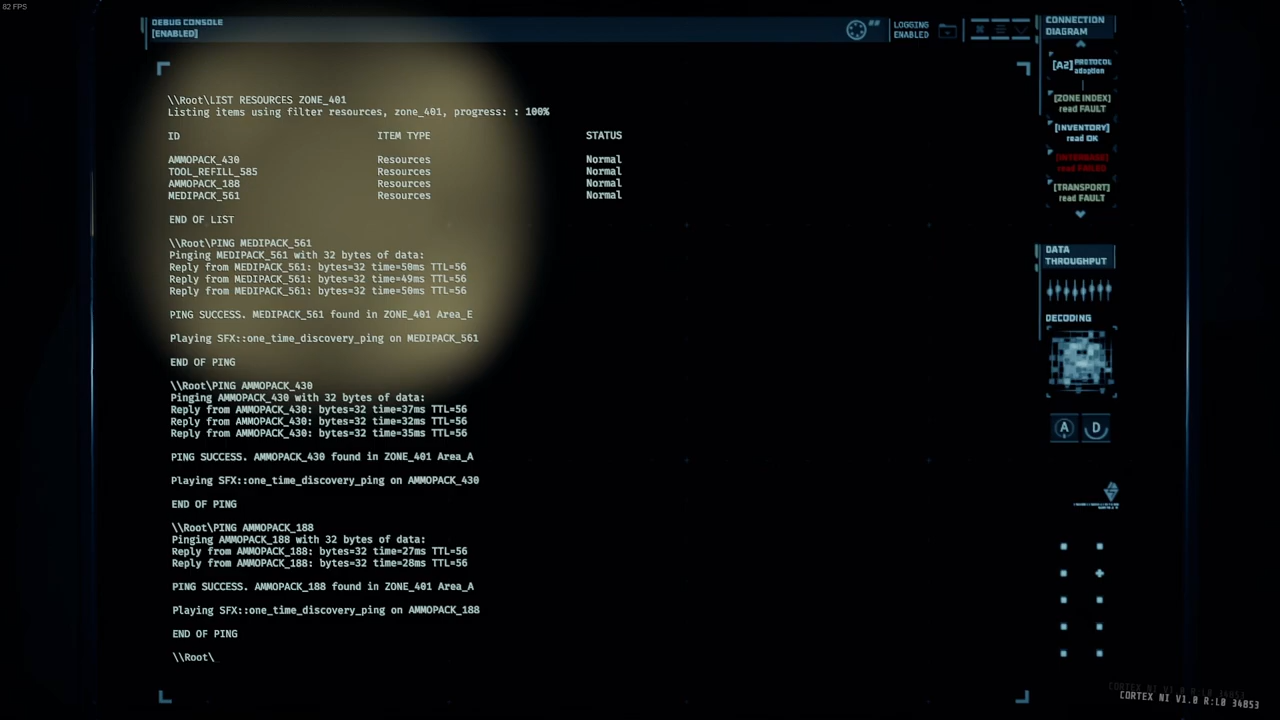 82 FPS
DEBUG CONSOLE
[ENABLED]
LOGGING
ENABLED
\\Root\LIST RESOURCES ZONE_401
Listing items using filter resources, zone_401, progress: : 100%
ID ITEM TYPE STATUS
AMMOPACK_430 Resources Normal
TOOL_REFILL_585 Resources Normal
AMMOPACK_188 Resources Normal
MEDIPACK_561 Resources Normal
END OF LIST
\\Root\PING MEDIPACK_561
Pinging MEDIPACK_561 with 32 bytes of data:
Reply from MEDIPACK_561: bytes=32 time=50ms TTL=56
Reply from MEDIPACK_561: bytes=32 time=49ms TTL=56
Reply from MEDIPACK_561: bytes=32 time=50ms TTL=56
PING SUCCESS. MEDIPACK_561 found in ZONE_401 Area_E
Playing SFX::one_time_discovery_ping on MEDIPACK_561
END OF PING
\\Root\PING AMMOPACK_430
Pinging AMMOPACK_430 with 32 bytes of data:
Reply from AMMOPACK_430: bytes=32 time=37ms TTL=56
Reply from AMMOPACK_430: bytes=32 time=32ms TTL=56
Reply from AMMOPACK_430: bytes=32 time=35ms TTL=56
PING SUCCESS. AMMOPACK_430 found in ZONE_401 Area_A
Playing SFX::one_time_discovery_ping on AMMOPACK_430
END OF PING
\\Root\PING AMMOPACK_188
Pinging AMMOPACK_188 with 32 bytes of data:
Reply from AMMOPACK_188: bytes=32 time=27ms TTL=56
Reply from AMMOPACK_188: bytes=32 time=28ms TTL=56
PING SUCCESS. AMMOPACK_188 found in ZONE_401 Area_A
Playing SFX::one_time_discovery_ping on AMMOPACK_188
END OF PING
\\Root\
CONNECTION
DIAGRAM
[A2] PROTOCOL
adaption
[ZONE INDEX]
read FAULT
[INVENTORY]
read OK
read FAILED
[TRANSPORT]
read FAULT
DATA
THROUGHPUT
DECODING
A D
CORTEX NI V1.0 R:L0 34853